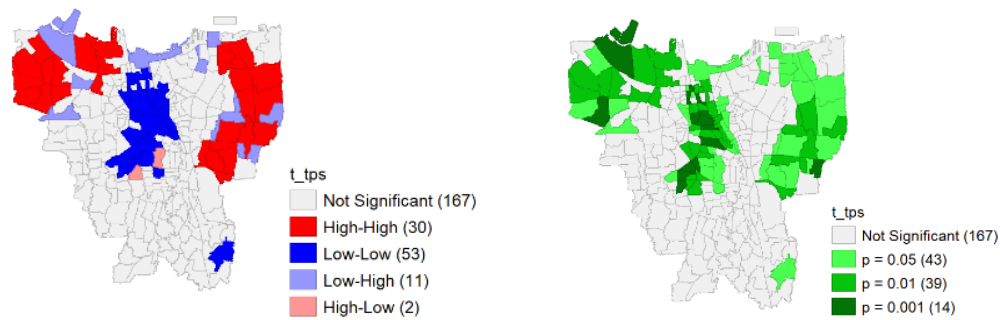 t_tps
Not Significant (167)
High-High (30)
Low-Low (53)
Low-High (11)
High-Low (2)
t_tps
Not Significant (167)
p = 0.05 (43)
p = 0.01 (39)
p = 0.001 (14)